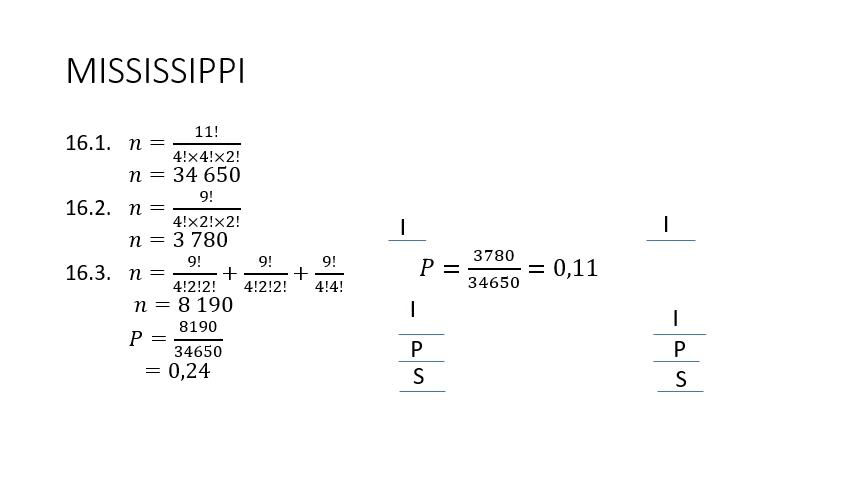 MISSISSIPPI
16.1. n = 11!/(4!×4!×2!)
n = 34 650
16.2. n = 9!/(4!×2!×2!)
n = 3 780
I I
16.3. n = 9!/(4!2!2!) + 9!/(4!2!2!) + 9!/(4!4!)
P = 3780/34650 = 0,11
n = 8 190
I I
P = 8190/34650
P P
= 0,24
S S